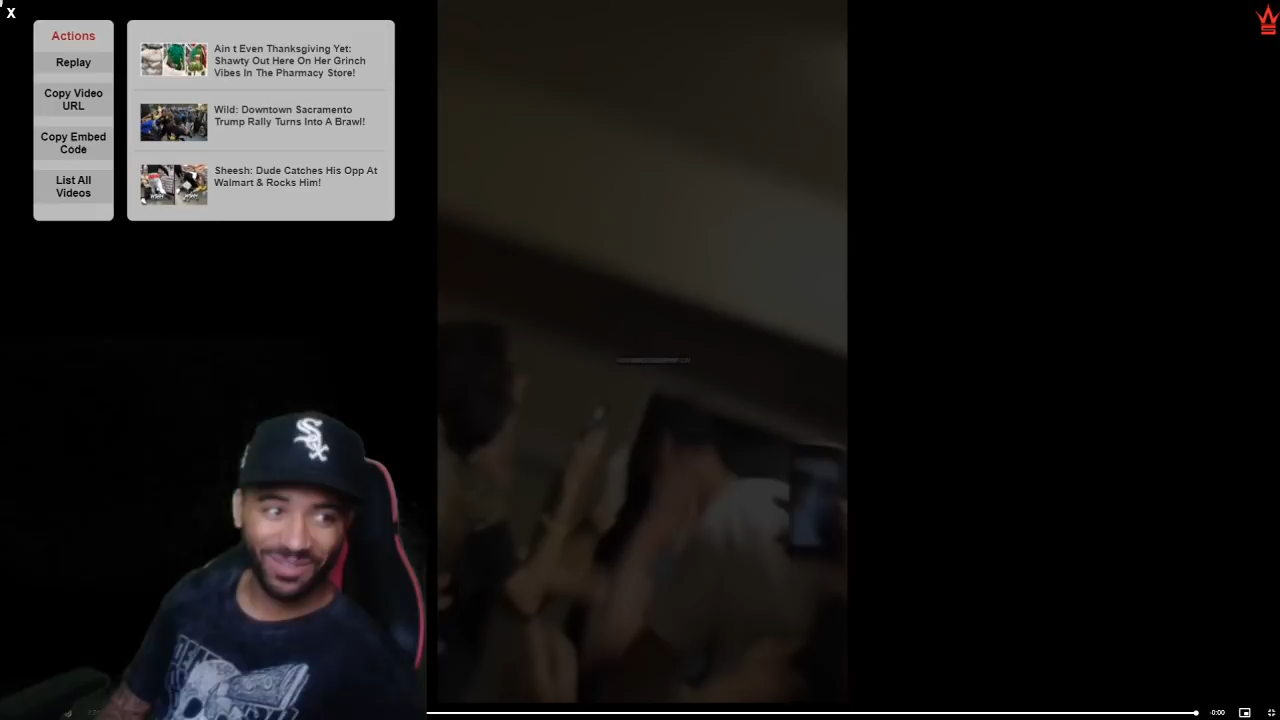 X
Actions
Replay
Copy Video
URL
Copy Embed
Code
List All
Videos
Ain t Even Thanksgiving Yet:
Shawty Out Here On Her Grinch
Vibes In The Pharmacy Store!
Wild: Downtown Sacramento
Trump Rally Turns Into A Brawl!
Sheesh: Dude Catches His Opp At
Walmart & Rocks Him!
Sox
-0:00